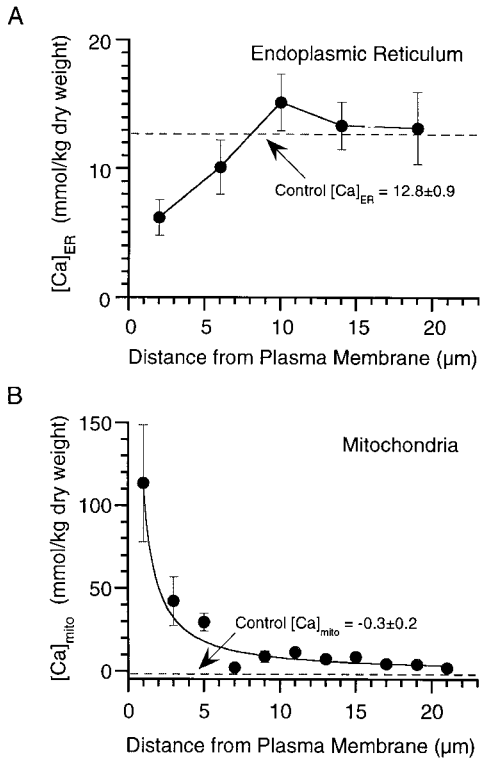 A
20
10
0
[Ca]ER (mmol/kg dry weight)
Endoplasmic Reticulum
Control [Ca]ER = 12.8±0.9
0 5 10 15 20
Distance from Plasma Membrane (μm)
B
150
100
50
0
[Ca]mito (mmol/kg dry weight)
Mitochondria
Control [Ca]mito = -0.3±0.2
0 5 10 15 20
Distance from Plasma Membrane (μm)